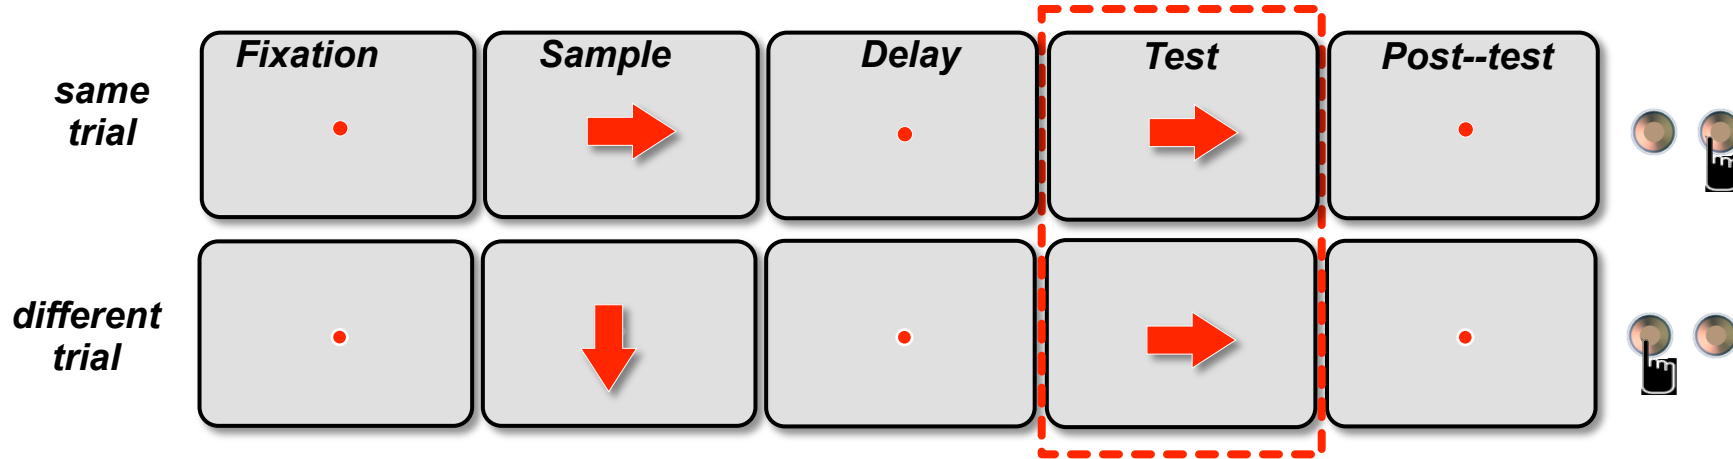 Fixation
Sample
Delay
Test
Post--test
same
trial
different
trial